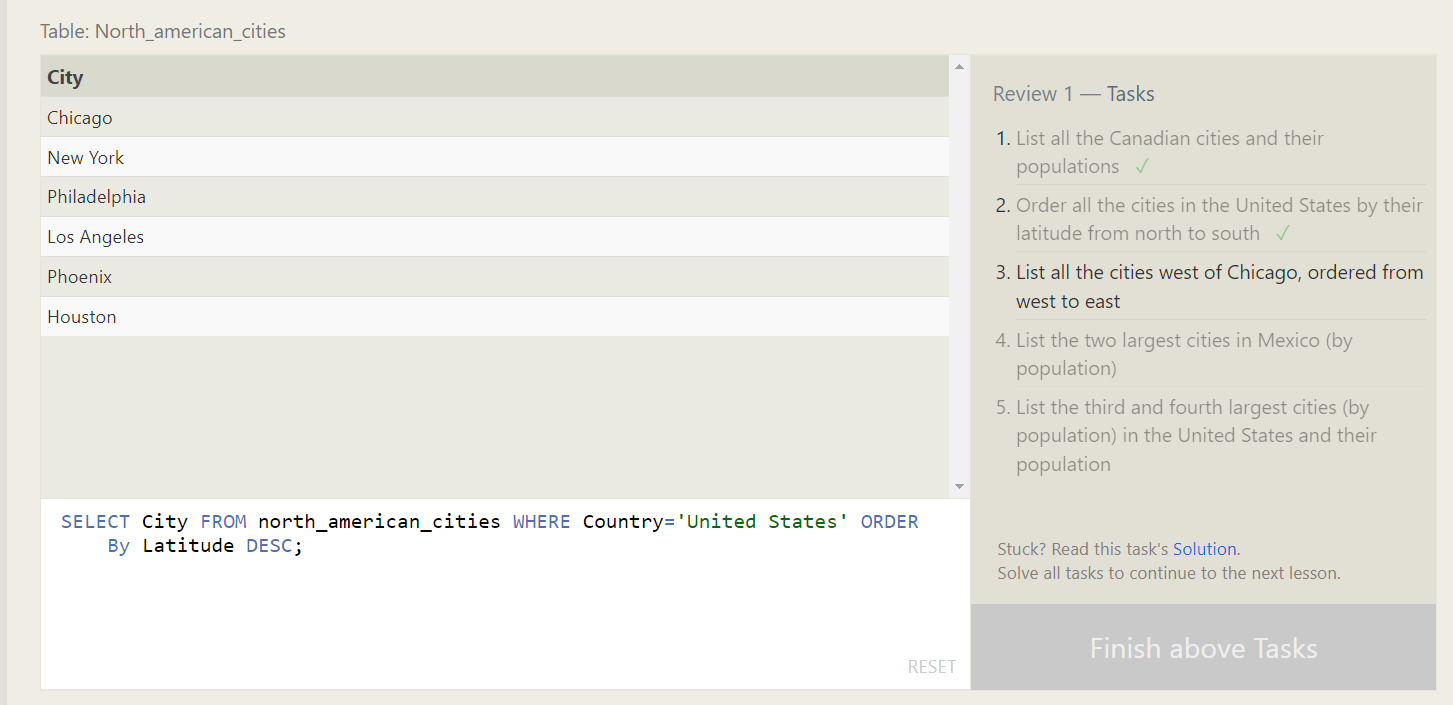 Table: North_american_cities
City
Chicago
New York
Philadelphia
Los Angeles
Phoenix
Houston
SELECT City FROM north_american_cities WHERE Country='United States' ORDER
By Latitude DESC;
RESET
Review 1 — Tasks
1. List all the Canadian cities and their
populations ✓
2. Order all the cities in the United States by their
latitude from north to south ✓
3. List all the cities west of Chicago, ordered from
west to east
4. List the two largest cities in Mexico (by
population)
5. List the third and fourth largest cities (by
population) in the United States and their
population
Stuck? Read this task's Solution.
Solve all tasks to continue to the next lesson.
Finish above Tasks